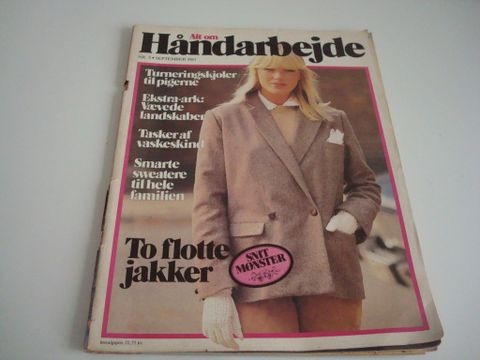 Alt om
Håndarbejde
SEPTEMBER
Turneringskjoler
til pigerne
Ekstra-ark:
Vævede
landskaber
Tasker af
vaskeskind
Smarte
sweatere
til hele
familien
To flotte
jakker
SNIT
MØNSTER